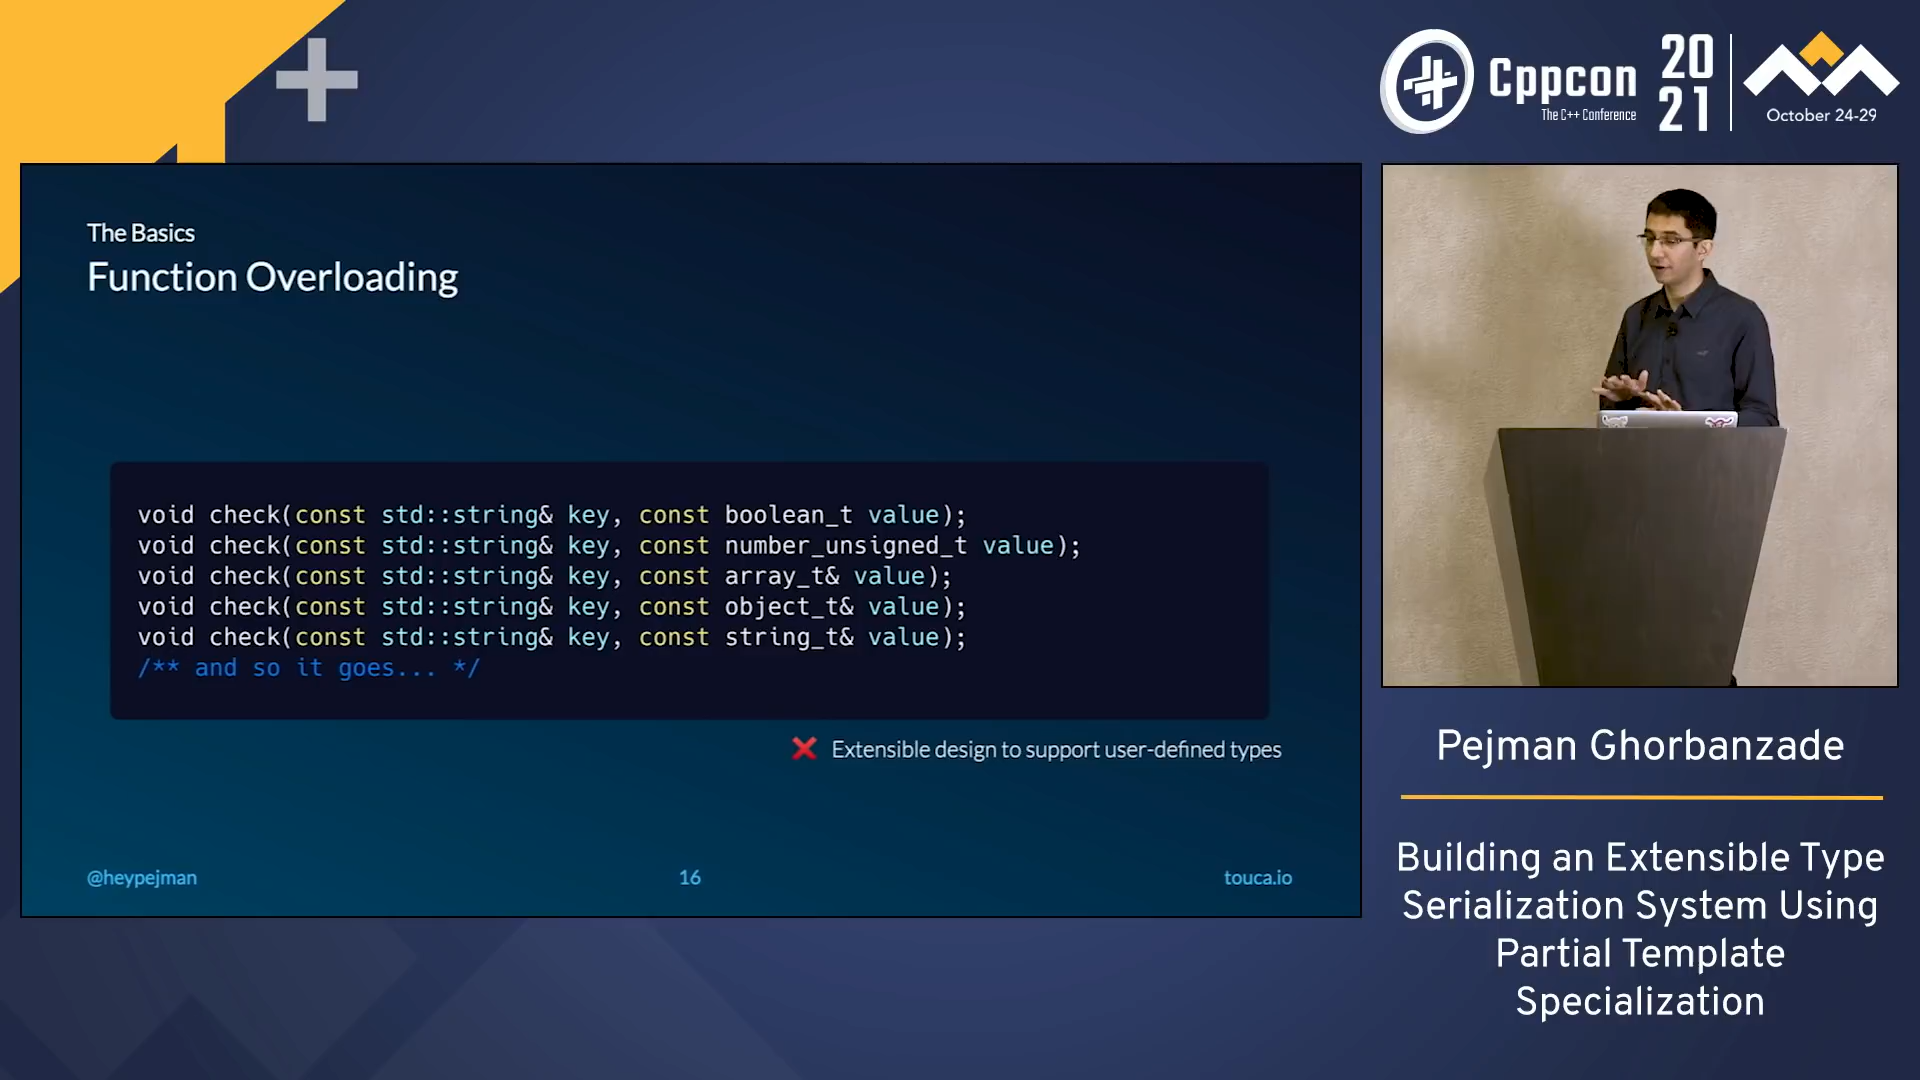 Cppcon
The C++ Conference
20
21
October 24-29
The Basics
Function Overloading
void check(const std::string& key, const boolean_t value);
void check(const std::string& key, const number_unsigned_t value);
void check(const std::string& key, const array_t& value);
void check(const std::string& key, const object_t& value);
void check(const std::string& key, const string_t& value);
/** and so it goes... */
❌ Extensible design to support user-defined types
@heypejman
16
touca.io
Pejman Ghorbanzade
Building an Extensible Type
Serialization System Using
Partial Template
Specialization